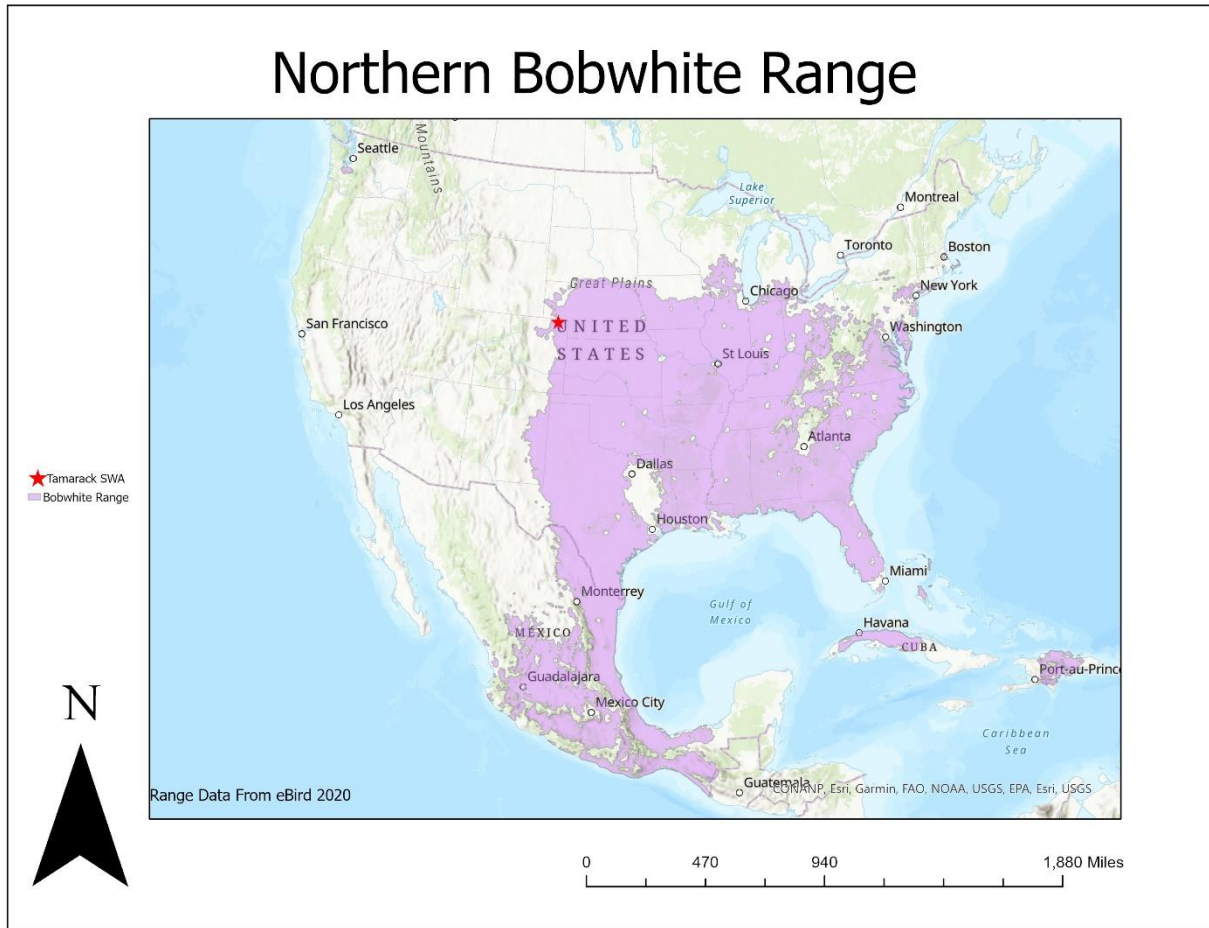 Northern Bobwhite Range
Mountains
Seattle
Lake
Superior
Montreal
Toronto
Boston
Great Plains
Chicago
New York
San Francisco
UNITED
STATES
Washington
St Louis
Los Angeles
Atlanta
Dallas
Tamarack SWA
Bobwhite Range
Houston
Miami
Monterrey
Gulf of
Mexico
Havana
MÉXICO
CUBA
Guadalajara
Port-au-Prince
Mexico City
Caribbean
Sea
Guatemala
Range Data From eBird 2020
CONANP, Esri, Garmin, FAO, NOAA, USGS, EPA, Esri, USGS
N
0 470 940 1,880 Miles